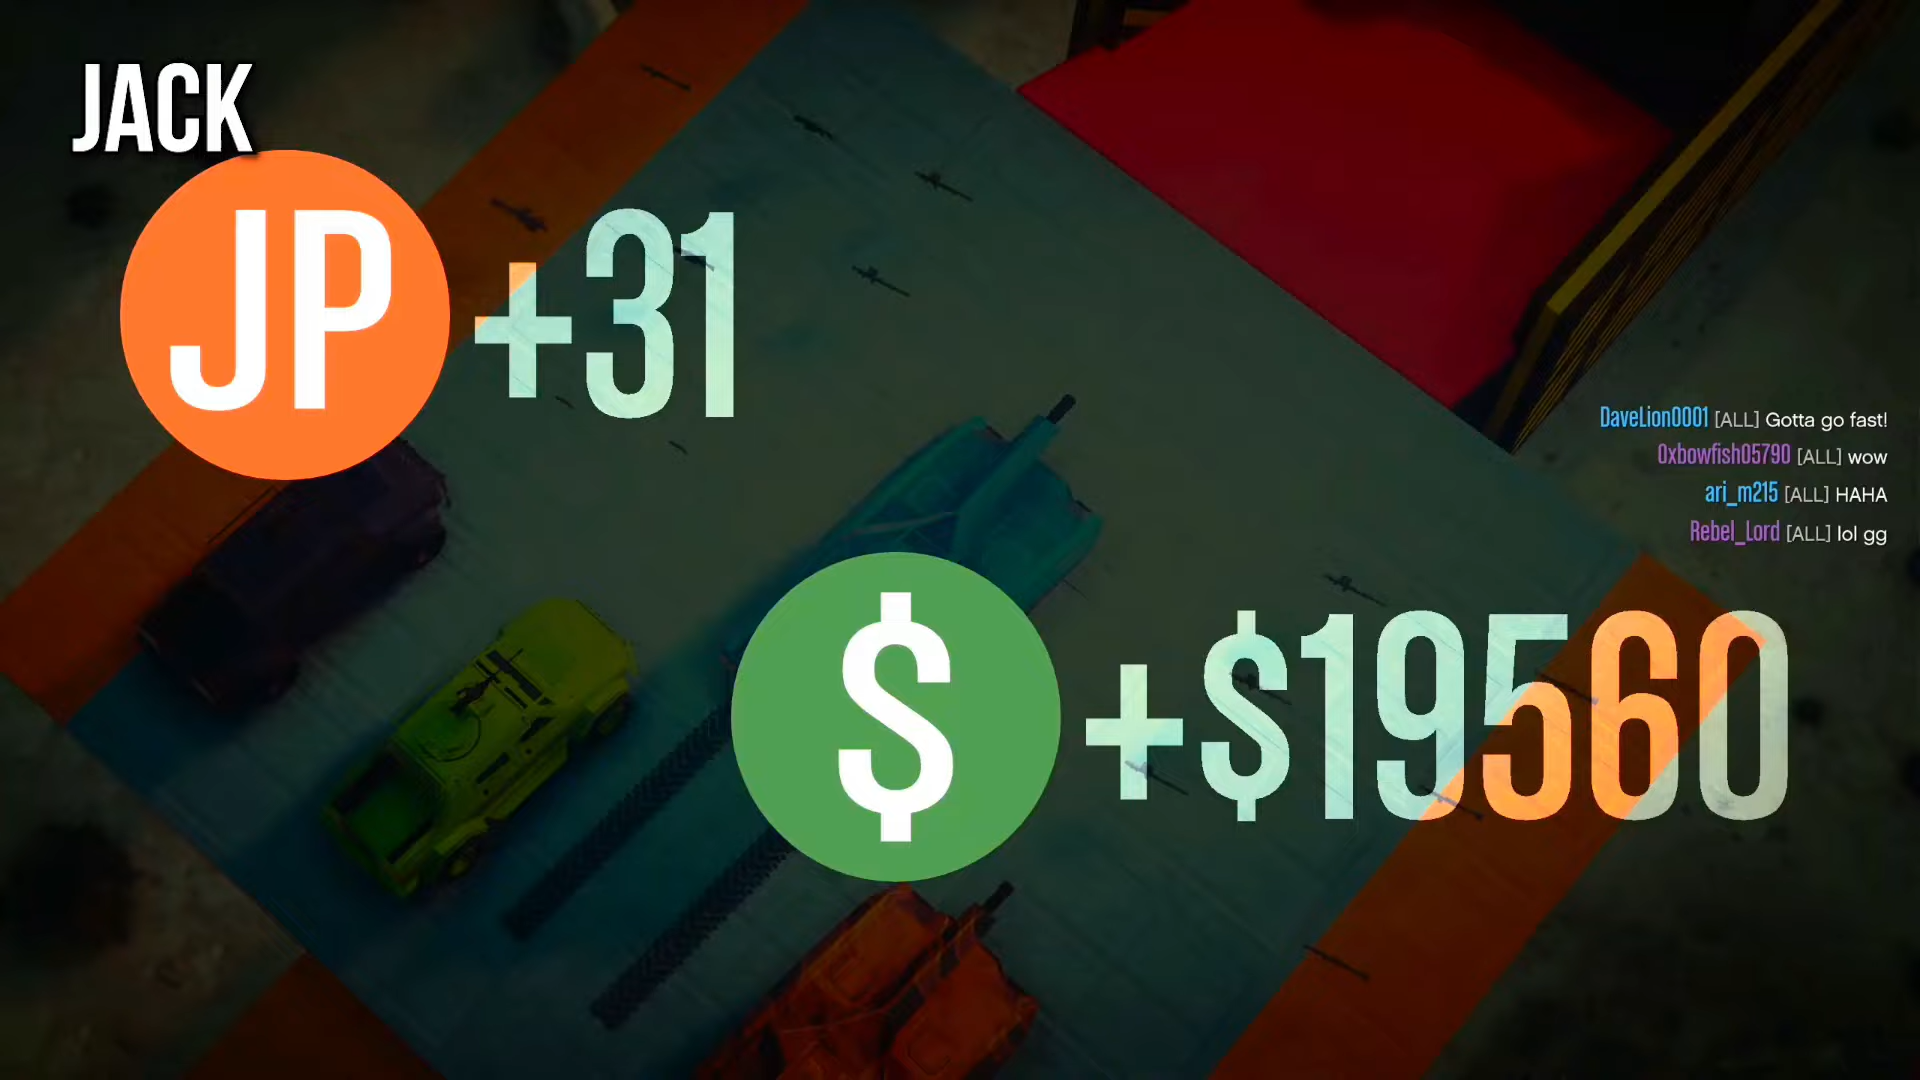 JACK
JP +31
DaveLion0001 [ALL] Gotta go fast!
0xbowfish05790 [ALL] wow
ari_m215 [ALL] HAHA
Rebel_Lord [ALL] lol gg
$ +$19560